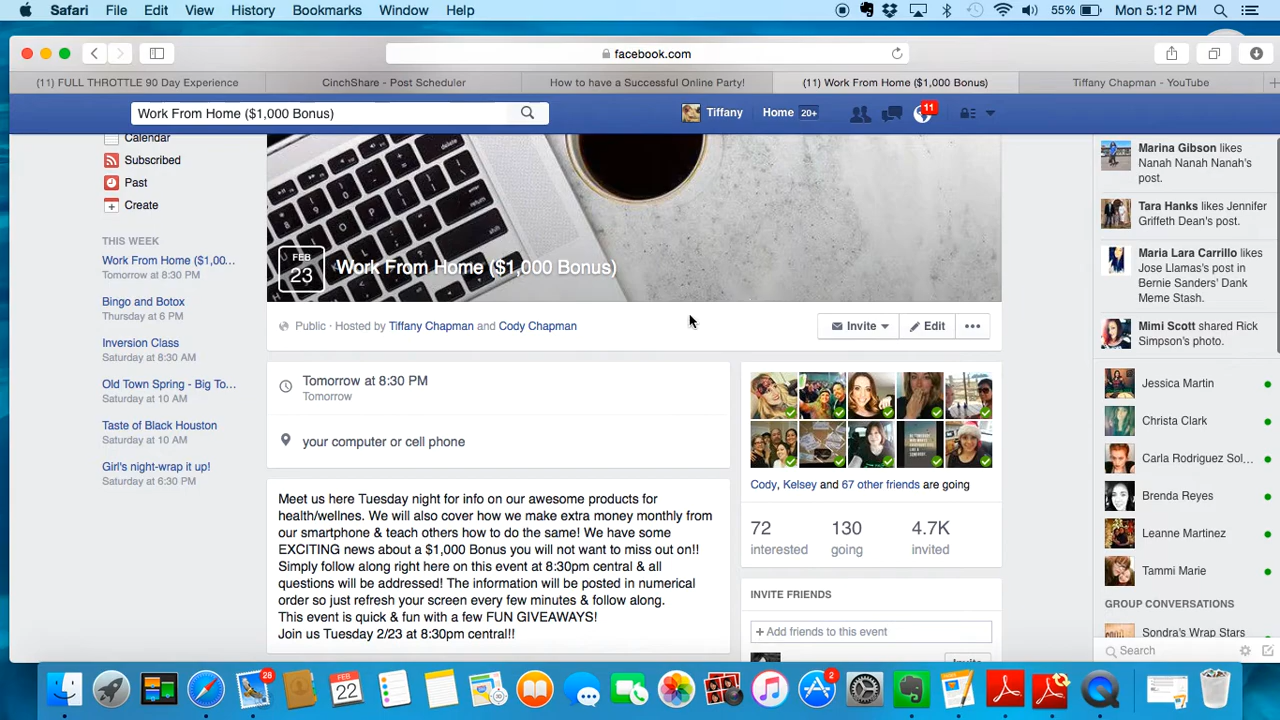 Safari File Edit View History Bookmarks Window Help 55% Mon 5:12 PM
facebook.com
(11) FULL THROTTLE 90 Day Experience CinchShare - Post Scheduler How to have a Successful Online Party! (11) Work From Home ($1,000 Bonus) Tiffany Chapman - YouTube
Work From Home ($1,000 Bonus) Tiffany Home 20+ 11
Calendar
Subscribed
Past
Create
THIS WEEK
Work From Home ($1,00...
Tomorrow at 8:30 PM
Bingo and Botox
Thursday at 6 PM
Inversion Class
Saturday at 8:30 AM
Old Town Spring - Big To...
Saturday at 10 AM
Taste of Black Houston
Saturday at 10 AM
Girl's night-wrap it up!
Saturday at 6:30 PM
FEB
23
Work From Home ($1,000 Bonus)
Public · Hosted by Tiffany Chapman and Cody Chapman
Invite Edit
Tomorrow at 8:30 PM
Tomorrow
your computer or cell phone
Meet us here Tuesday night for info on our awesome products for
health/wellnes. We will also cover how we make extra money monthly from
our smartphone & teach others how to do the same! We have some
EXCITING news about a $1,000 Bonus you will not want to miss out on!!
Simply follow along right here on this event at 8:30pm central & all
questions will be addressed! The information will be posted in numerical
order so just refresh your screen every few minutes & follow along.
This event is quick & fun with a few FUN GIVEAWAYS!
Join us Tuesday 2/23 at 8:30pm central!!
Cody, Kelsey and 67 other friends are going
72 130 4.7K
interested going invited
INVITE FRIENDS
+ Add friends to this event
Invite
Marina Gibson likes
Nanah Nanah Nanah's
post.
Tara Hanks likes Jennifer
Griffeth Dean's post.
Maria Lara Carrillo likes
Jose Llamas's post in
Bernie Sanders' Dank
Meme Stash.
Mimi Scott shared Rick
Simpson's photo.
Jessica Martin
Christa Clark
Carla Rodriguez Sol...
Brenda Reyes
Leanne Martinez
Tammi Marie
GROUP CONVERSATIONS
Sondra's Wrap Stars
Search
28
FEB
22
2